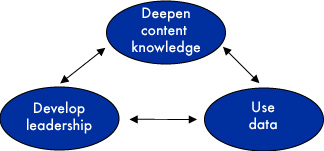 Deepen
content
knowledge
Develop
leadership
Use
data